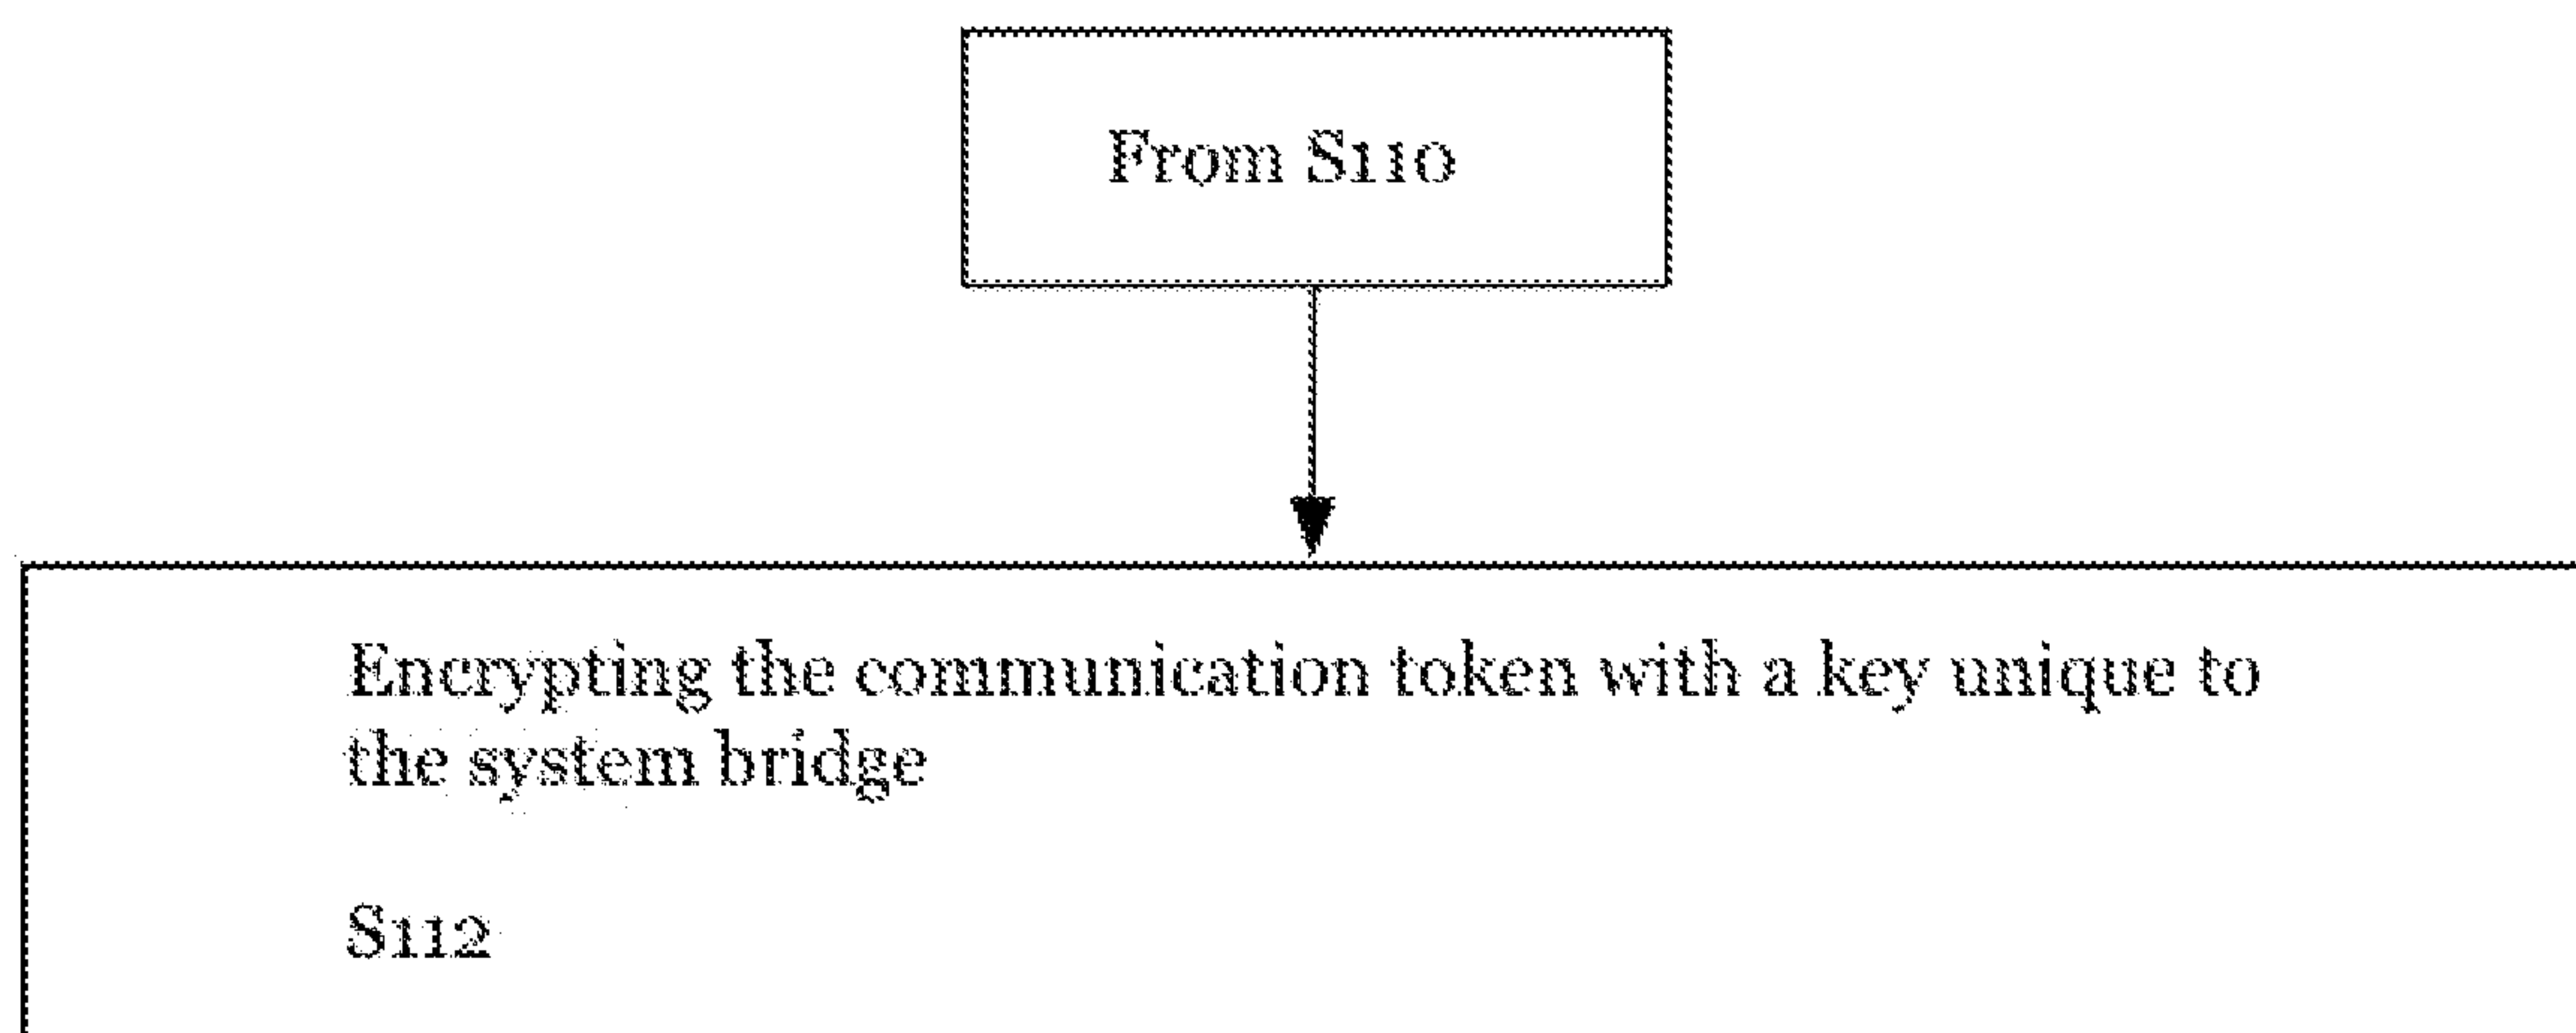 From S110
Encrypting the communication token with a key unique to
the system bridge
S112